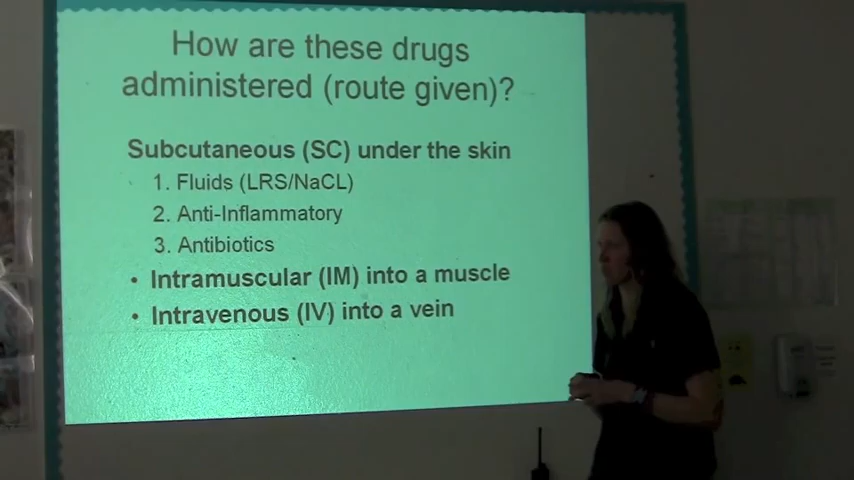 How are these drugs
administered (route given)?
Subcutaneous (SC) under the skin
1. Fluids (LRS/NaCL)
2. Anti-Inflammatory
3. Antibiotics
• Intramuscular (IM) into a muscle
• Intravenous (IV) into a vein